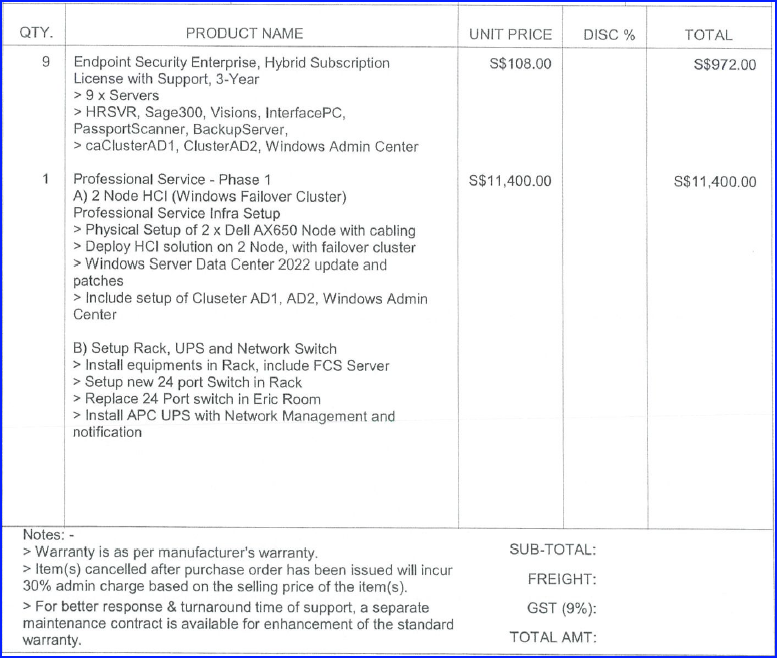 QTY. PRODUCT NAME UNIT PRICE DISC % TOTAL
9 Endpoint Security Enterprise, Hybrid Subscription S$108.00 S$972.00
License with Support, 3-Year
> 9 x Servers
> HRSVR, Sage300, Visions, InterfacePC,
PassportScanner, BackupServer,
> caClusterAD1, ClusterAD2, Windows Admin Center
1 Professional Service - Phase 1 S$11,400.00 S$11,400.00
A) 2 Node HCI (Windows Failover Cluster)
Professional Service Infra Setup
> Physical Setup of 2 x Dell AX650 Node with cabling
> Deploy HCI solution on 2 Node, with failover cluster
> Windows Server Data Center 2022 update and
patches
> Include setup of Cluseter AD1, AD2, Windows Admin
Center
B) Setup Rack, UPS and Network Switch
> Install equipments in Rack, include FCS Server
> Setup new 24 port Switch in Rack
> Replace 24 Port switch in Eric Room
> Install APC UPS with Network Management and
notification
Notes: -
> Warranty is as per manufacturer's warranty.
> Item(s) cancelled after purchase order has been issued will incur
30% admin charge based on the selling price of the item(s).
> For better response & turnaround time of support, a separate
maintenance contract is available for enhancement of the standard
warranty.
SUB-TOTAL:
FREIGHT:
GST (9%):
TOTAL AMT: